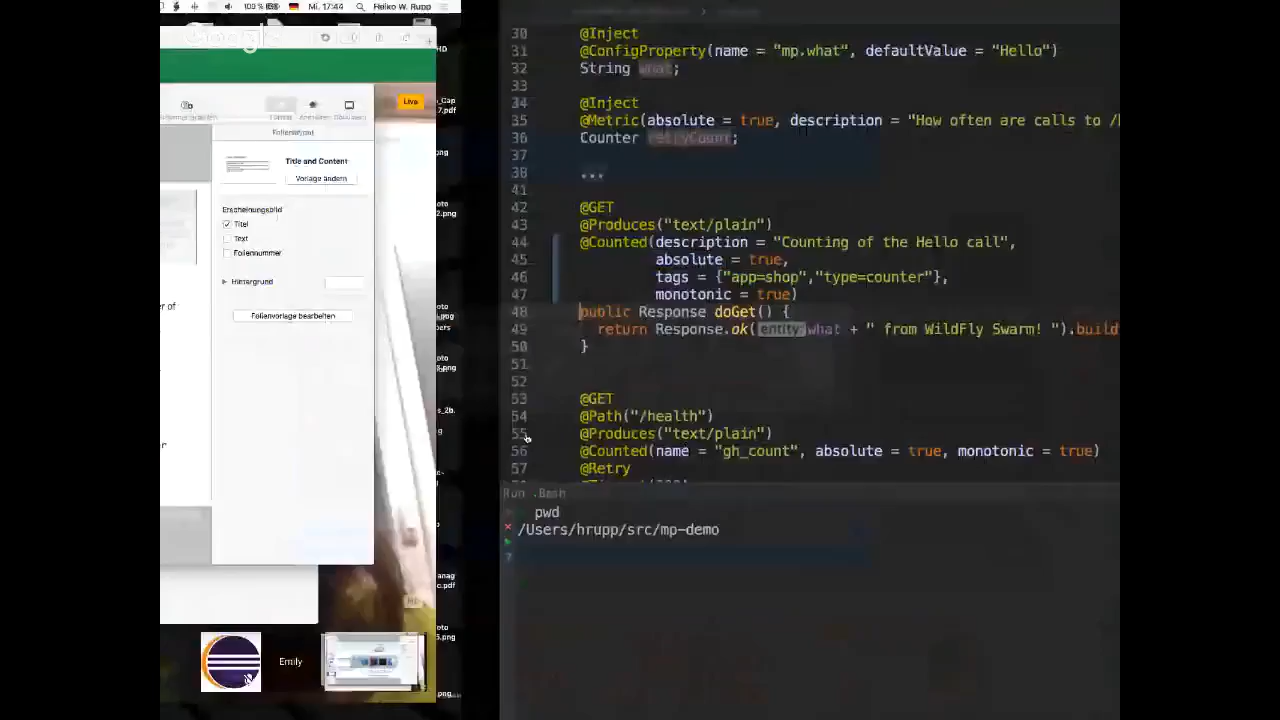 Mi. 17:44
Heiko W. Rupp
HD
Live
Title and Content
Vorlage ändern
Erscheinungsbild
Titel
Text
Foliennummer
Hintergrund
Folienvorlage bearbeiten
Emily
30 @Inject
31 @ConfigProperty(name = "mp.what", defaultValue = "Hello")
32 String what;
33
34 @Inject
35 @Metric(absolute = true, description = "How often are calls to /
36 Counter retryCount;
37
38 ...
41
42 @GET
43 @Produces("text/plain")
44 @Counted(description = "Counting of the Hello call",
45 absolute = true,
46 tags = {"app=shop","type=counter"},
47 monotonic = true)
48 public Response doGet() {
49 return Response.ok( entity: what + " from WildFly Swarm! ").build
50 }
51
52
53 @GET
54 @Path("/health")
55 @Produces("text/plain")
56 @Counted(name = "gh_count", absolute = true, monotonic = true)
57 @Retry
Run .Bash
pwd
/Users/hrupp/src/mp-demo